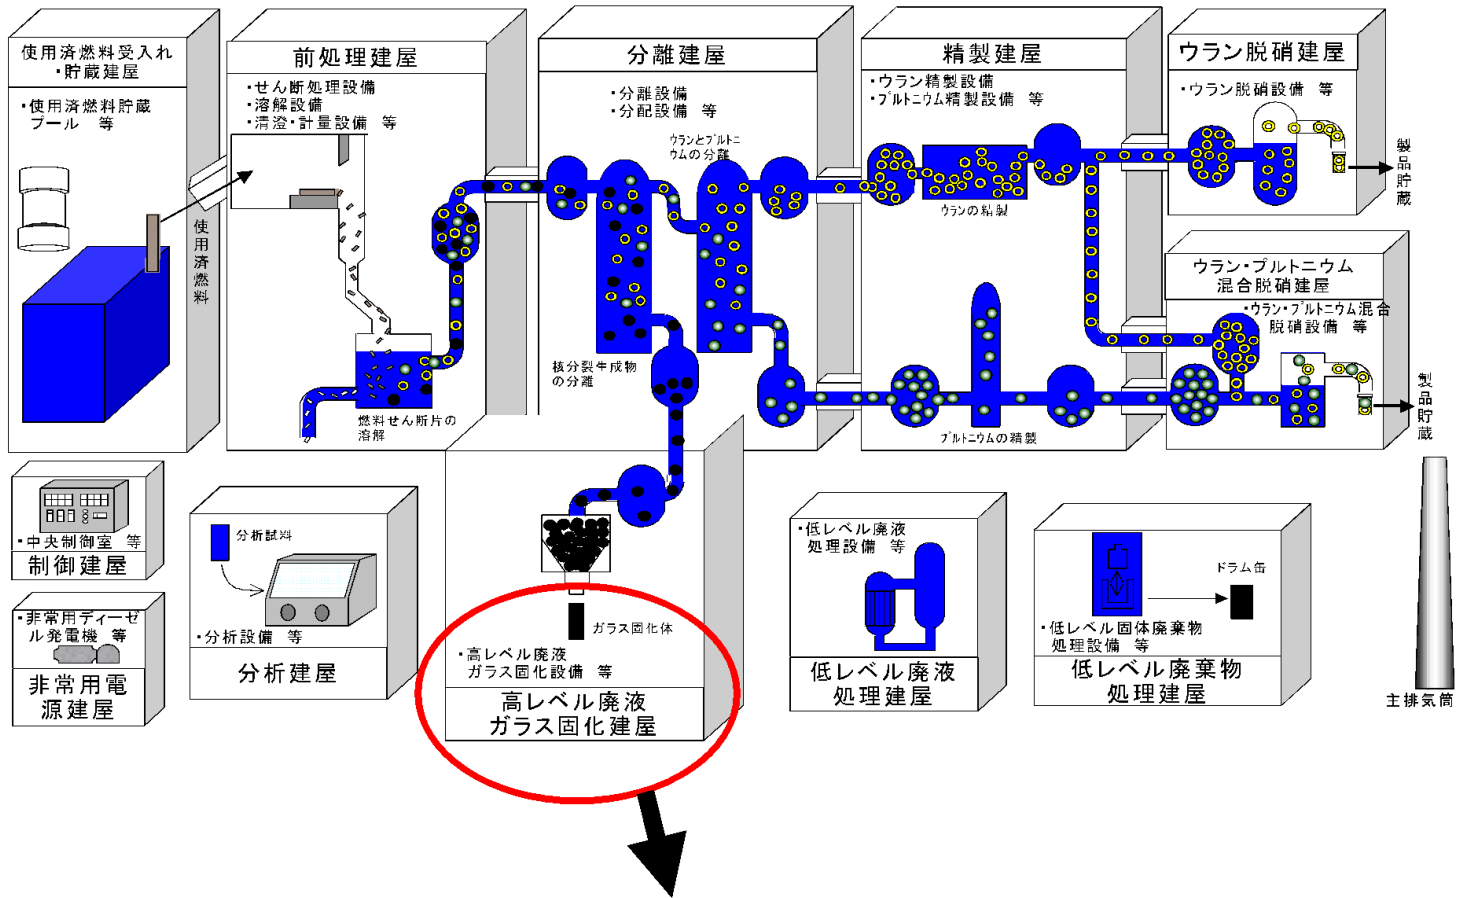 使用済燃料受入れ
・貯蔵建屋
・使用済燃料貯蔵
プール 等
使用済燃料
前処理建屋
・せん断処理設備
・溶解設備
・清澄・計量設備 等
燃料せん断片の
溶解
分離建屋
・分離設備
・分配設備 等
ウランとプルトニ
ウムの分離
核分裂生成物
の分離
精製建屋
・ウラン精製設備
・プルトニウム精製設備 等
ウランの精製
プルトニウムの精製
ウラン脱硝建屋
・ウラン脱硝設備 等
製品貯蔵
ウラン・プルトニウム
混合脱硝建屋
・ウラン・プルトニウム混合
脱硝設備 等
製品貯蔵
・中央制御室 等
制御建屋
・非常用ディーゼ
ル発電機 等
非常用電
源建屋
分析試料
・分析設備 等
分析建屋
ガラス固化体
・高レベル廃液
ガラス固化設備 等
高レベル廃液
ガラス固化建屋
・低レベル廃液
処理設備 等
低レベル廃液
処理建屋
ドラム缶
・低レベル固体廃棄物
処理設備 等
低レベル廃棄物
処理建屋
主排気筒